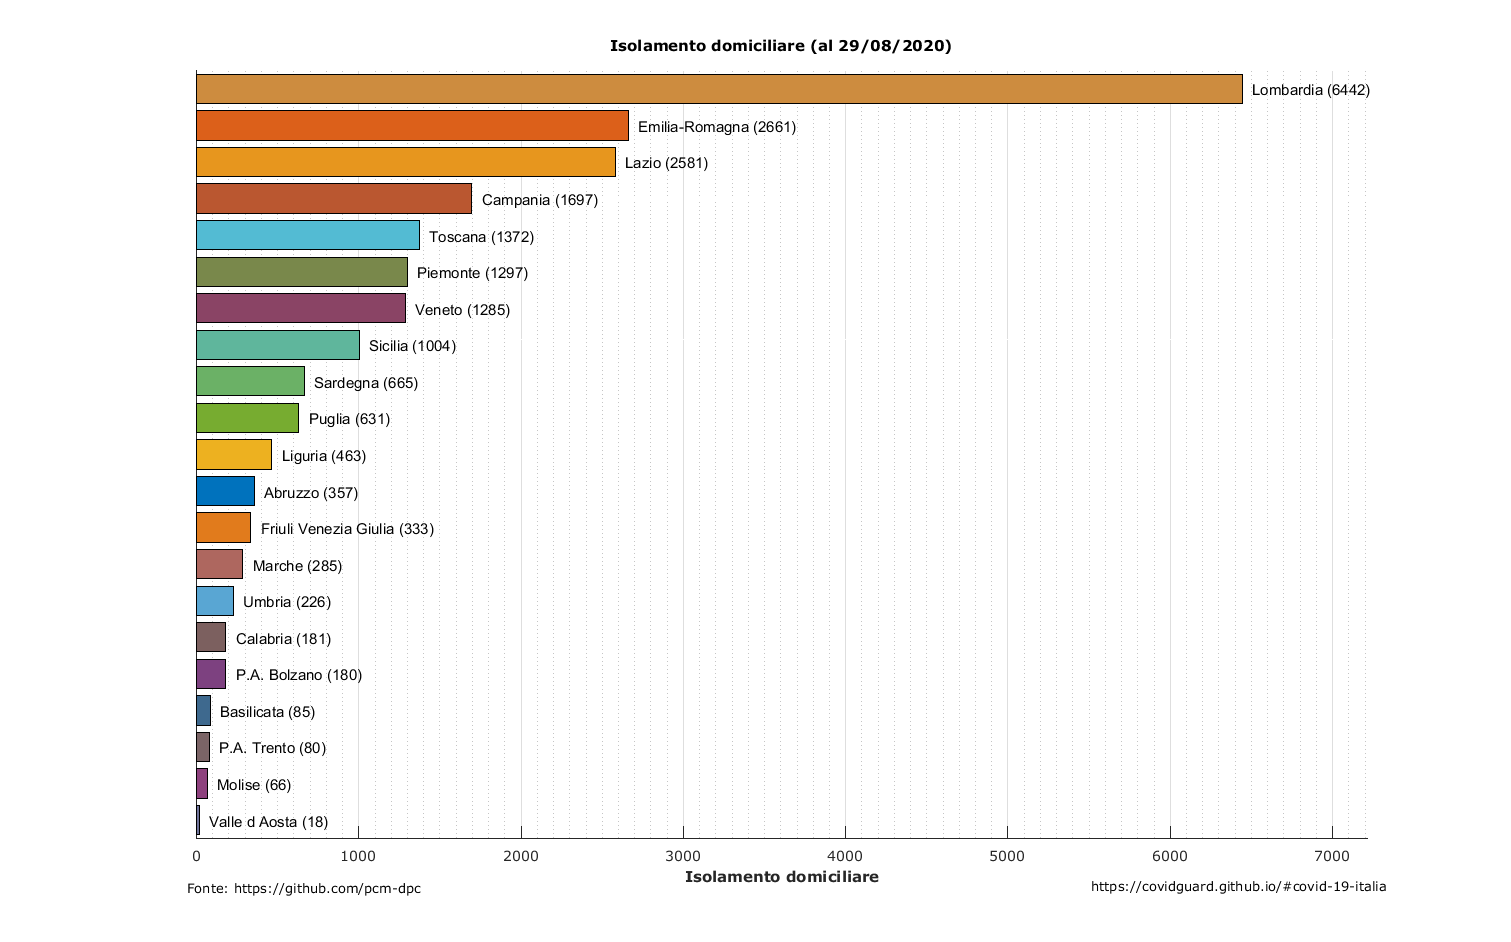 Isolamento domiciliare (al 29/08/2020)
Lombardia (6442)
Emilia-Romagna (2661)
Lazio (2581)
Campania (1697)
Toscana (1372)
Piemonte (1297)
Veneto (1285)
Sicilia (1004)
Sardegna (665)
Puglia (631)
Liguria (463)
Abruzzo (357)
Friuli Venezia Giulia (333)
Marche (285)
Umbria (226)
Calabria (181)
P.A. Bolzano (180)
Basilicata (85)
P.A. Trento (80)
Molise (66)
Valle d Aosta (18)
0 1000 2000 3000 4000 5000 6000 7000
Isolamento domiciliare
Fonte: https://github.com/pcm-dpc
https://covidguard.github.io/#covid-19-italia